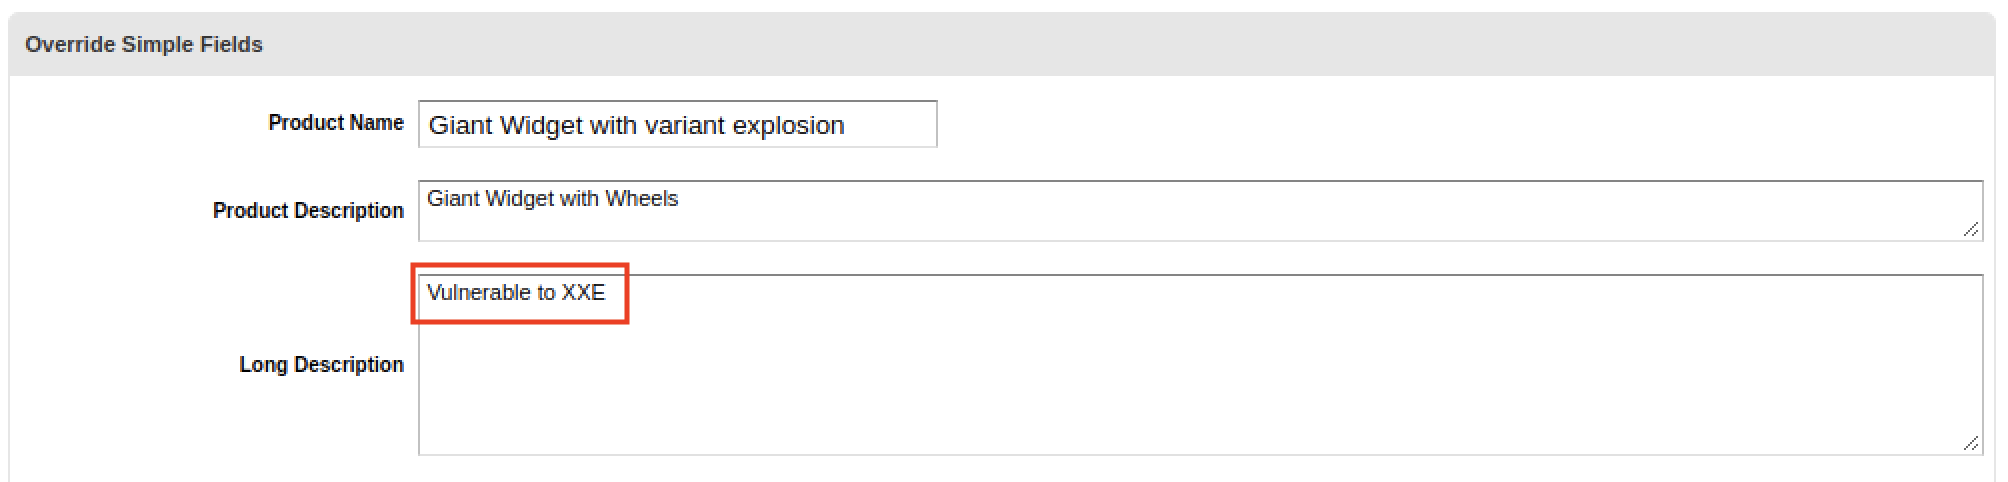 Override Simple Fields
Product Name
Giant Widget with variant explosion
Product Description
Giant Widget with Wheels
Long Description
Vulnerable to XXE